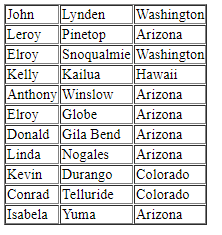 John Lynden Washington
Leroy Pinetop Arizona
Elroy Snoqualmie Washington
Kelly Kailua Hawaii
Anthony Winslow Arizona
Elroy Globe Arizona
Donald Gila Bend Arizona
Linda Nogales Arizona
Kevin Durango Colorado
Conrad Telluride Colorado
Isabela Yuma Arizona